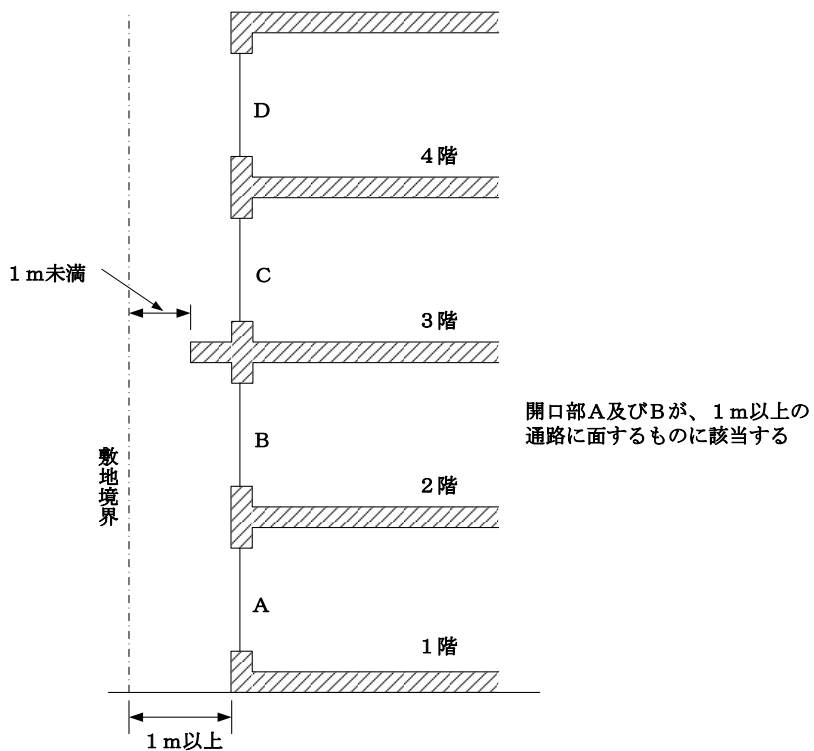 D
4階
1m未満
C
3階
開口部A及びBが、1m以上の
通路に面するものに該当する
B
敷地境界
2階
A
1階
1m以上